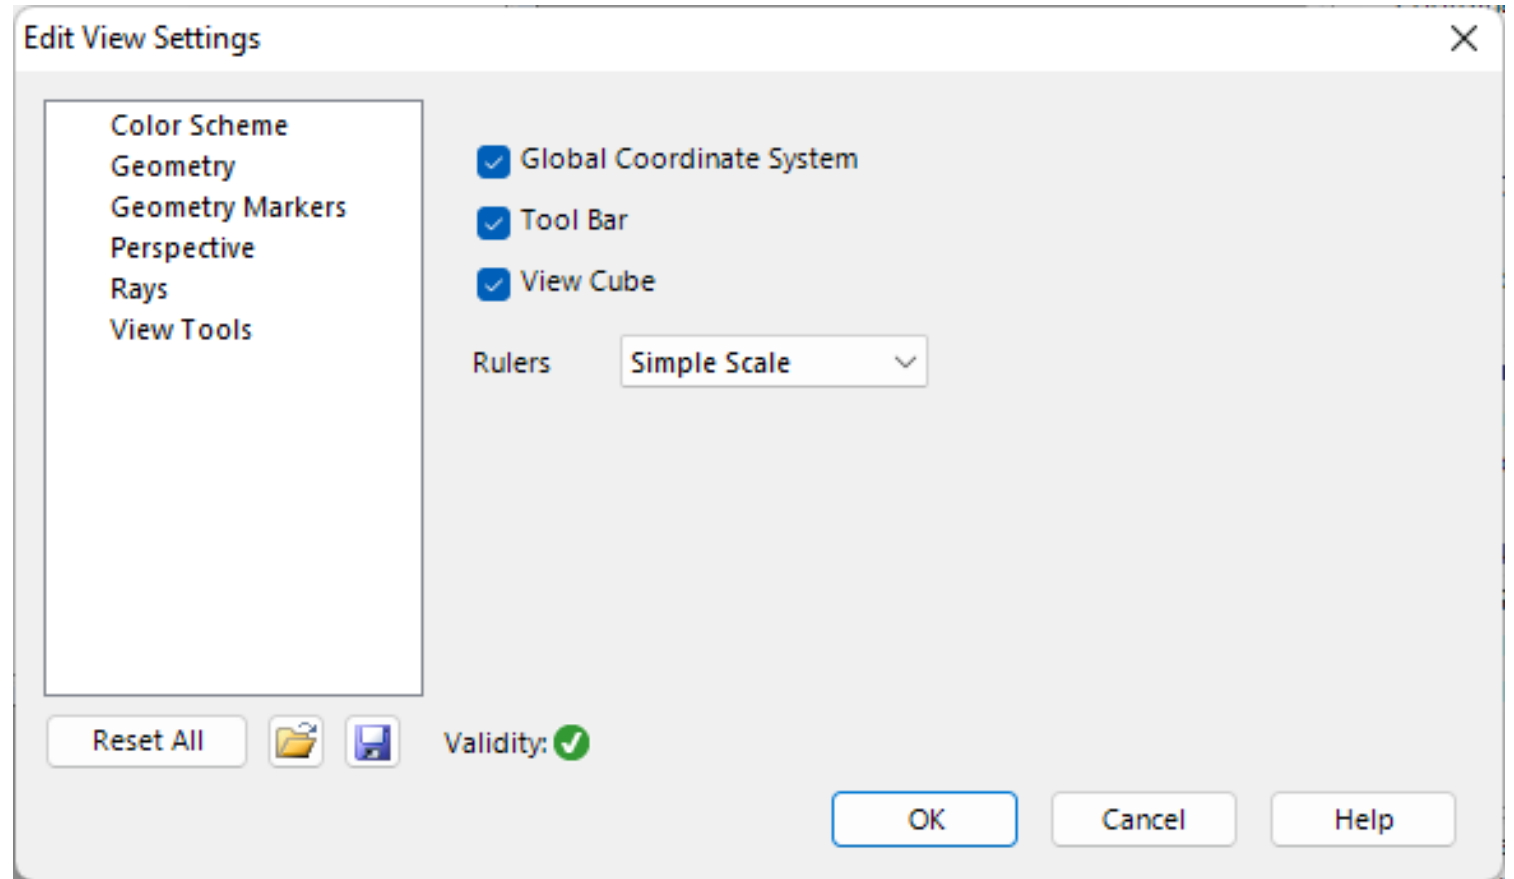 Edit View Settings
Color Scheme
Geometry
Geometry Markers
Perspective
Rays
View Tools
Global Coordinate System
Tool Bar
View Cube
Rulers Simple Scale
Reset All
Validity:
OK Cancel Help